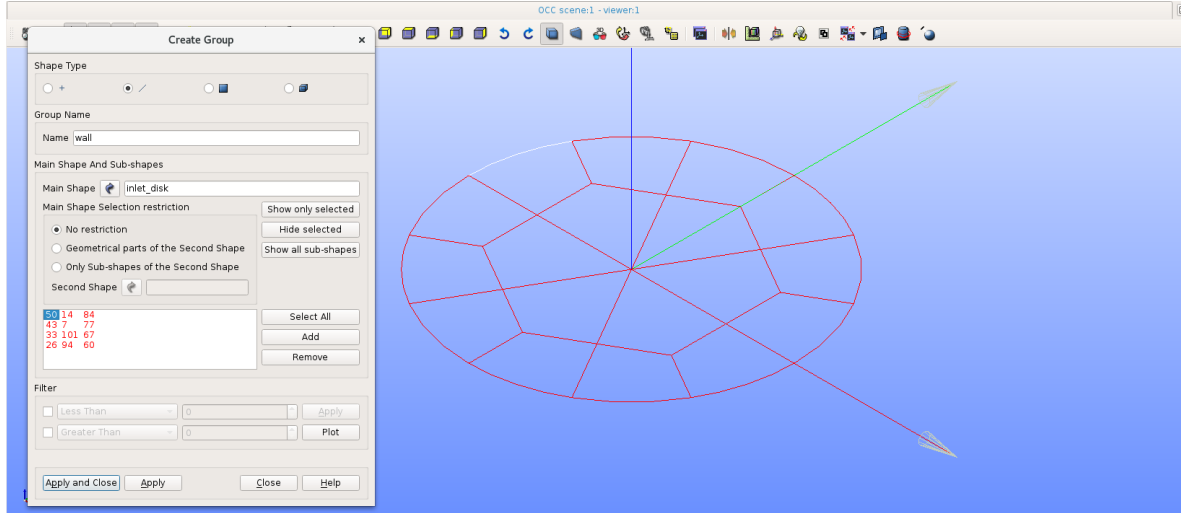 OCC scene:1 - viewer:1
Create Group
Shape Type
Group Name
Name wall
Main Shape And Sub-shapes
Main Shape inlet_disk
Main Shape Selection restriction
Show only selected
No restriction
Hide selected
Geometrical parts of the Second Shape
Show all sub-shapes
Only Sub-shapes of the Second Shape
Second Shape
50 14 84
Select All
43 7 77
33 101 67
Add
26 94 60
Remove
Filter
Less Than 0 Apply
Greater Than 0 Plot
Apply and Close Apply Close Help